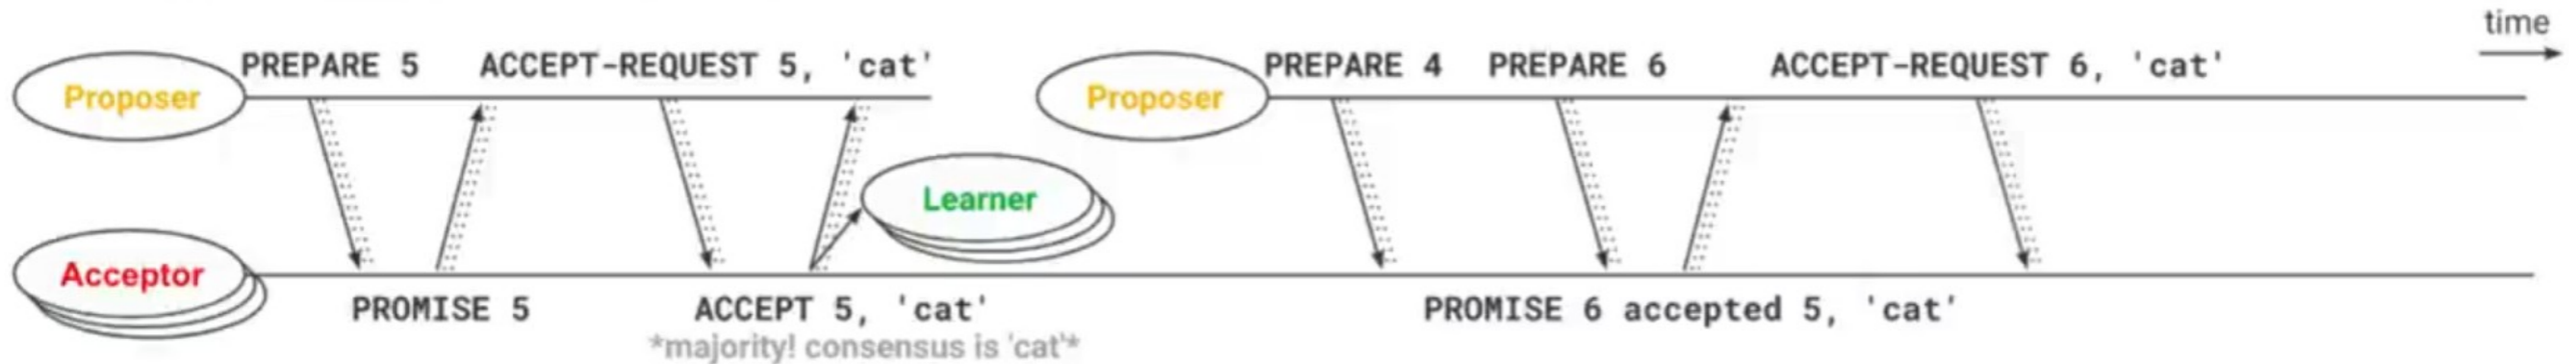 time
PREPARE 5 ACCEPT-REQUEST 5, 'cat' PREPARE 4 PREPARE 6 ACCEPT-REQUEST 6, 'cat'
Proposer Proposer
Learner
Acceptor
PROMISE 5 ACCEPT 5, 'cat' PROMISE 6 accepted 5, 'cat'
*majority! consensus is 'cat'*